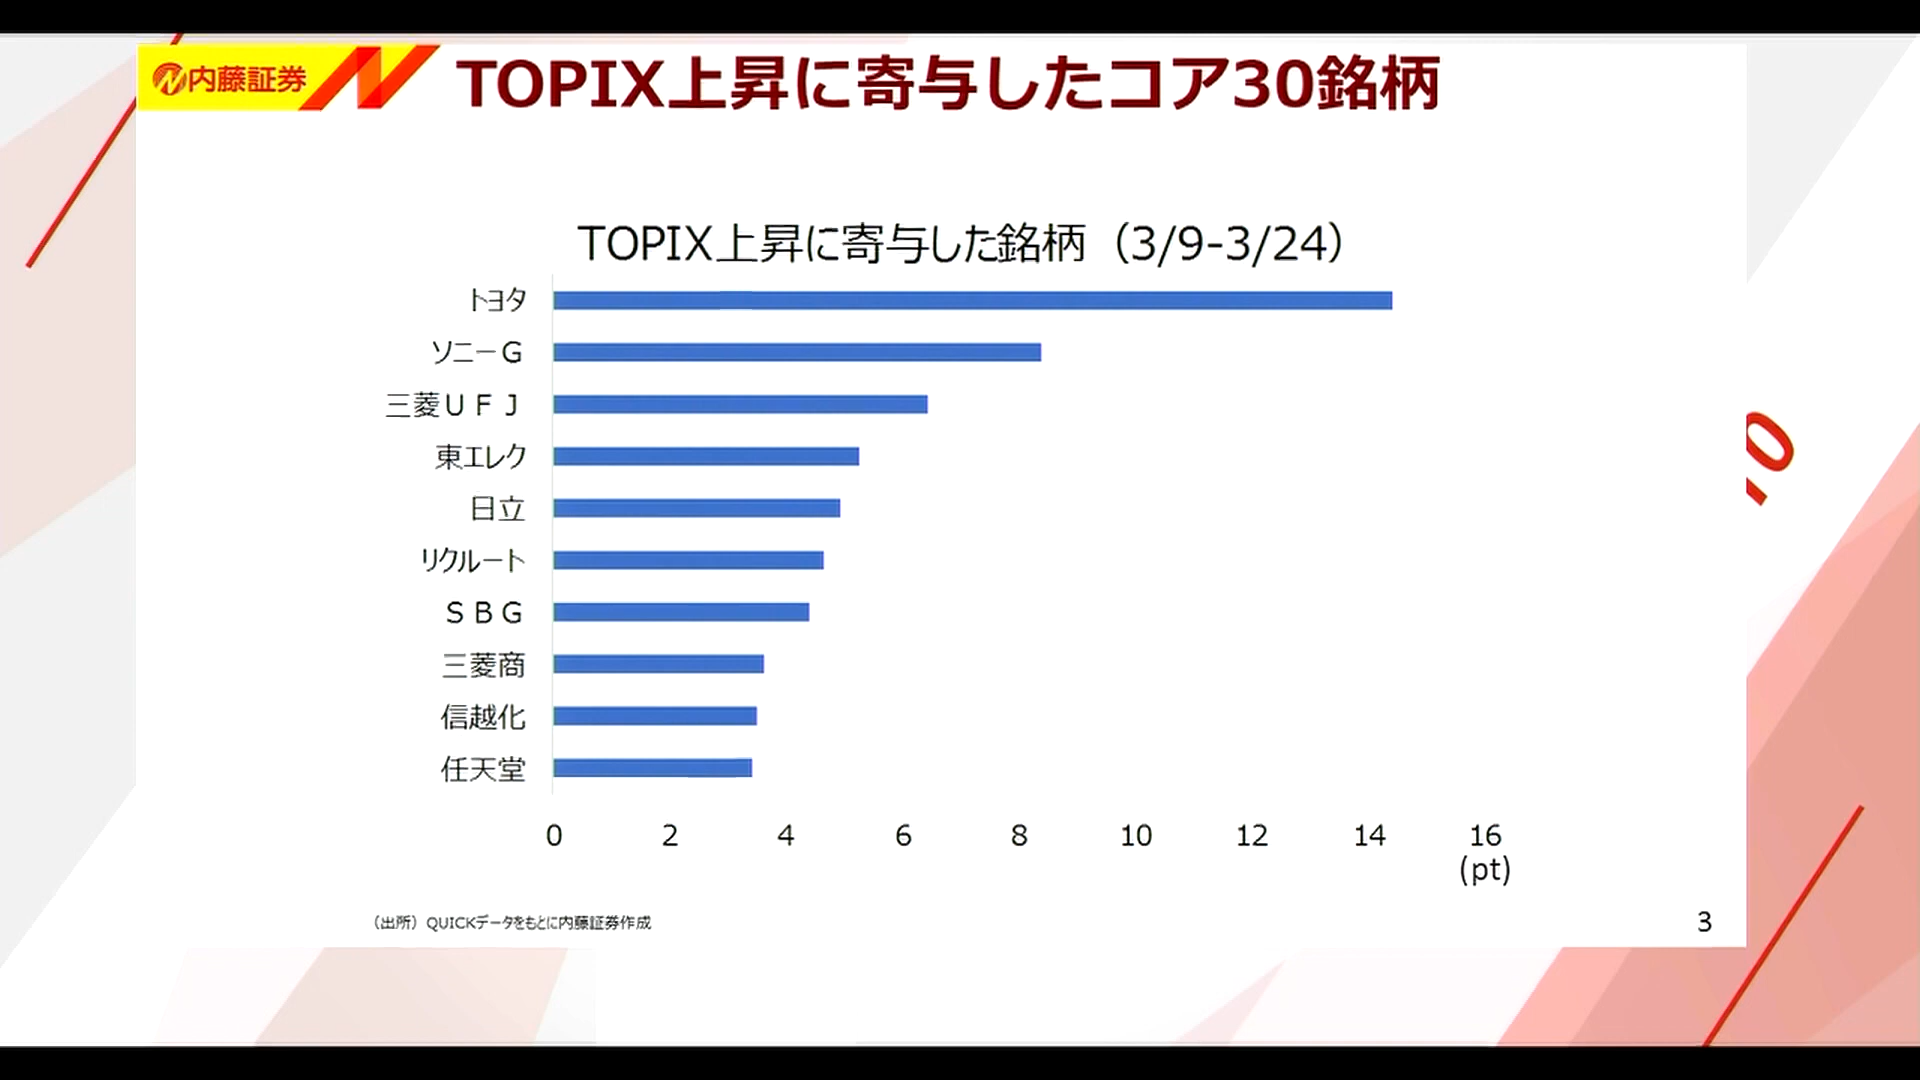 内藤証券
TOPIX上昇に寄与したコア30銘柄
TOPIX上昇に寄与した銘柄（3/9-3/24）
トヨタ
ソニーＧ
三菱ＵＦＪ
東エレク
日立
リクルート
ＳＢＧ
三菱商
信越化
任天堂
0 2 4 6 8 10 12 14 16
(pt)
（出所）QUICKデータをもとに内藤証券作成
3